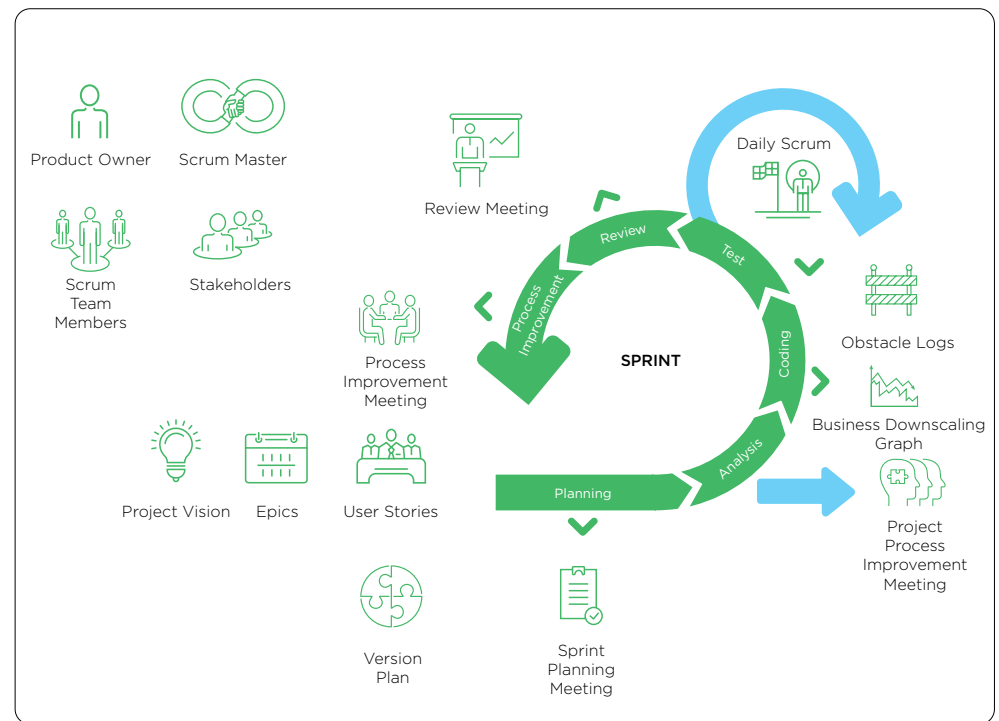 Product Owner
Scrum Master
Scrum
Team
Members
Stakeholders
Review Meeting
Daily Scrum
Process
Improvement
Meeting
Review
Test
Process
Improvement
Coding
SPRINT
Analysis
Planning
Obstacle Logs
Business Downscaling
Graph
Project
Process
Improvement
Meeting
Project Vision
Epics
User Stories
Version
Plan
Sprint
Planning
Meeting